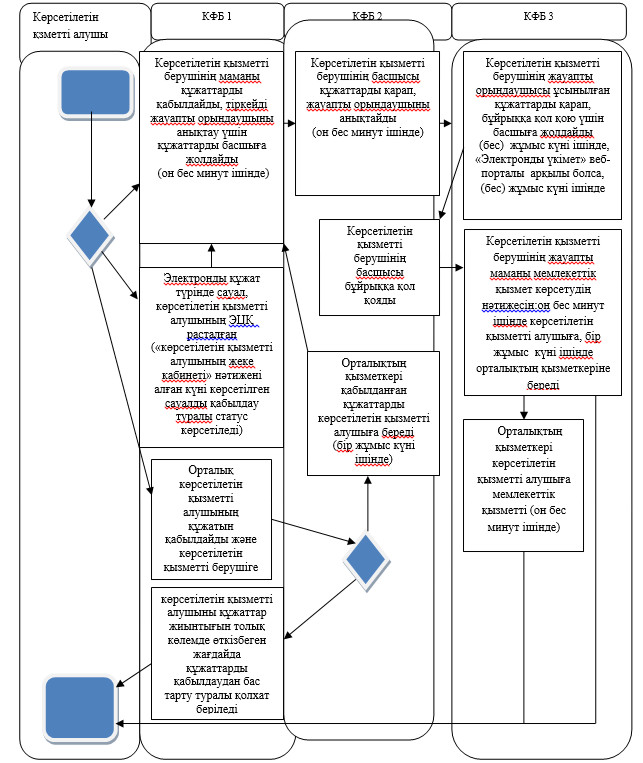 Көрсетілетін
қзметті алушы
КФБ 1
КФБ 2
КФБ 3
Көрсетілетін қызметті
берушінің маманы
құжаттарды
қабылдайды, тіркейді
жауапты орындаушыны
анықтау үшін
құжаттарды басшыға
жолдайды
(он бес минут ішінде)
Көрсетілетін қызметті
берушінің басшысы
құжаттарды қарап,
жауапты орындаушыны
анықтайды
(он бес минут ішінде)
Көрсетілетін қызметті
берушінің жауапты
орындаушысы ұсынылған
құжаттарды қарап,
бұйрыққа қол қою үшін
басшыға жолдайды
(бес) жұмыс күні ішінде,
«Электронды үкімет» веб-
порталы арқылы болса,
(бес) жұмыс күні ішінде
Көрсетілетін
қызметті
берушінің
басшысы
бұйрыққа қол
қояды
Көрсетілетін қызметті
берушінің жауапты
маманы мемлекеттік
қызмет көрсетудің
нәтижесін:он бес минут
ішінде көрсетілетін
қызметті алушыға, бір
жұмыс күні ішінде
орталықтың қызметкеріне
береді
Электронды құжат
түрінде сауал,
көрсетілетін қызметті
алушының ЭЦҚ,
расталған
(«көрсетілетін қызметті
алушының жеке
кабинеті» нәтижені
алған күні көрсетілген
сауалды қабылдау
туралы статус
көрсетіледі)
Орталықтың
қызметкері
қабылданған
құжаттарды
көрсетілетін қызметті
алушыға береді
(бір жұмыс күні
ішінде)
Орталықтың
қызметкері
көрсетілетін
қызметті алушыға
мемлекеттік
қызметті (он бес
минут ішінде)
Орталық
көрсетілетін
қызметті
алушының
құжатын
қабылдайды және
көрсетілетін
қызметті берушіге
көрсетілетін қызметті
алушыны құжаттар
жиынтығын толық
көлемде өткізбеген
жағдайда
құжаттарды
қабылдаудан бас
тарту туралы қолхат
беріледі